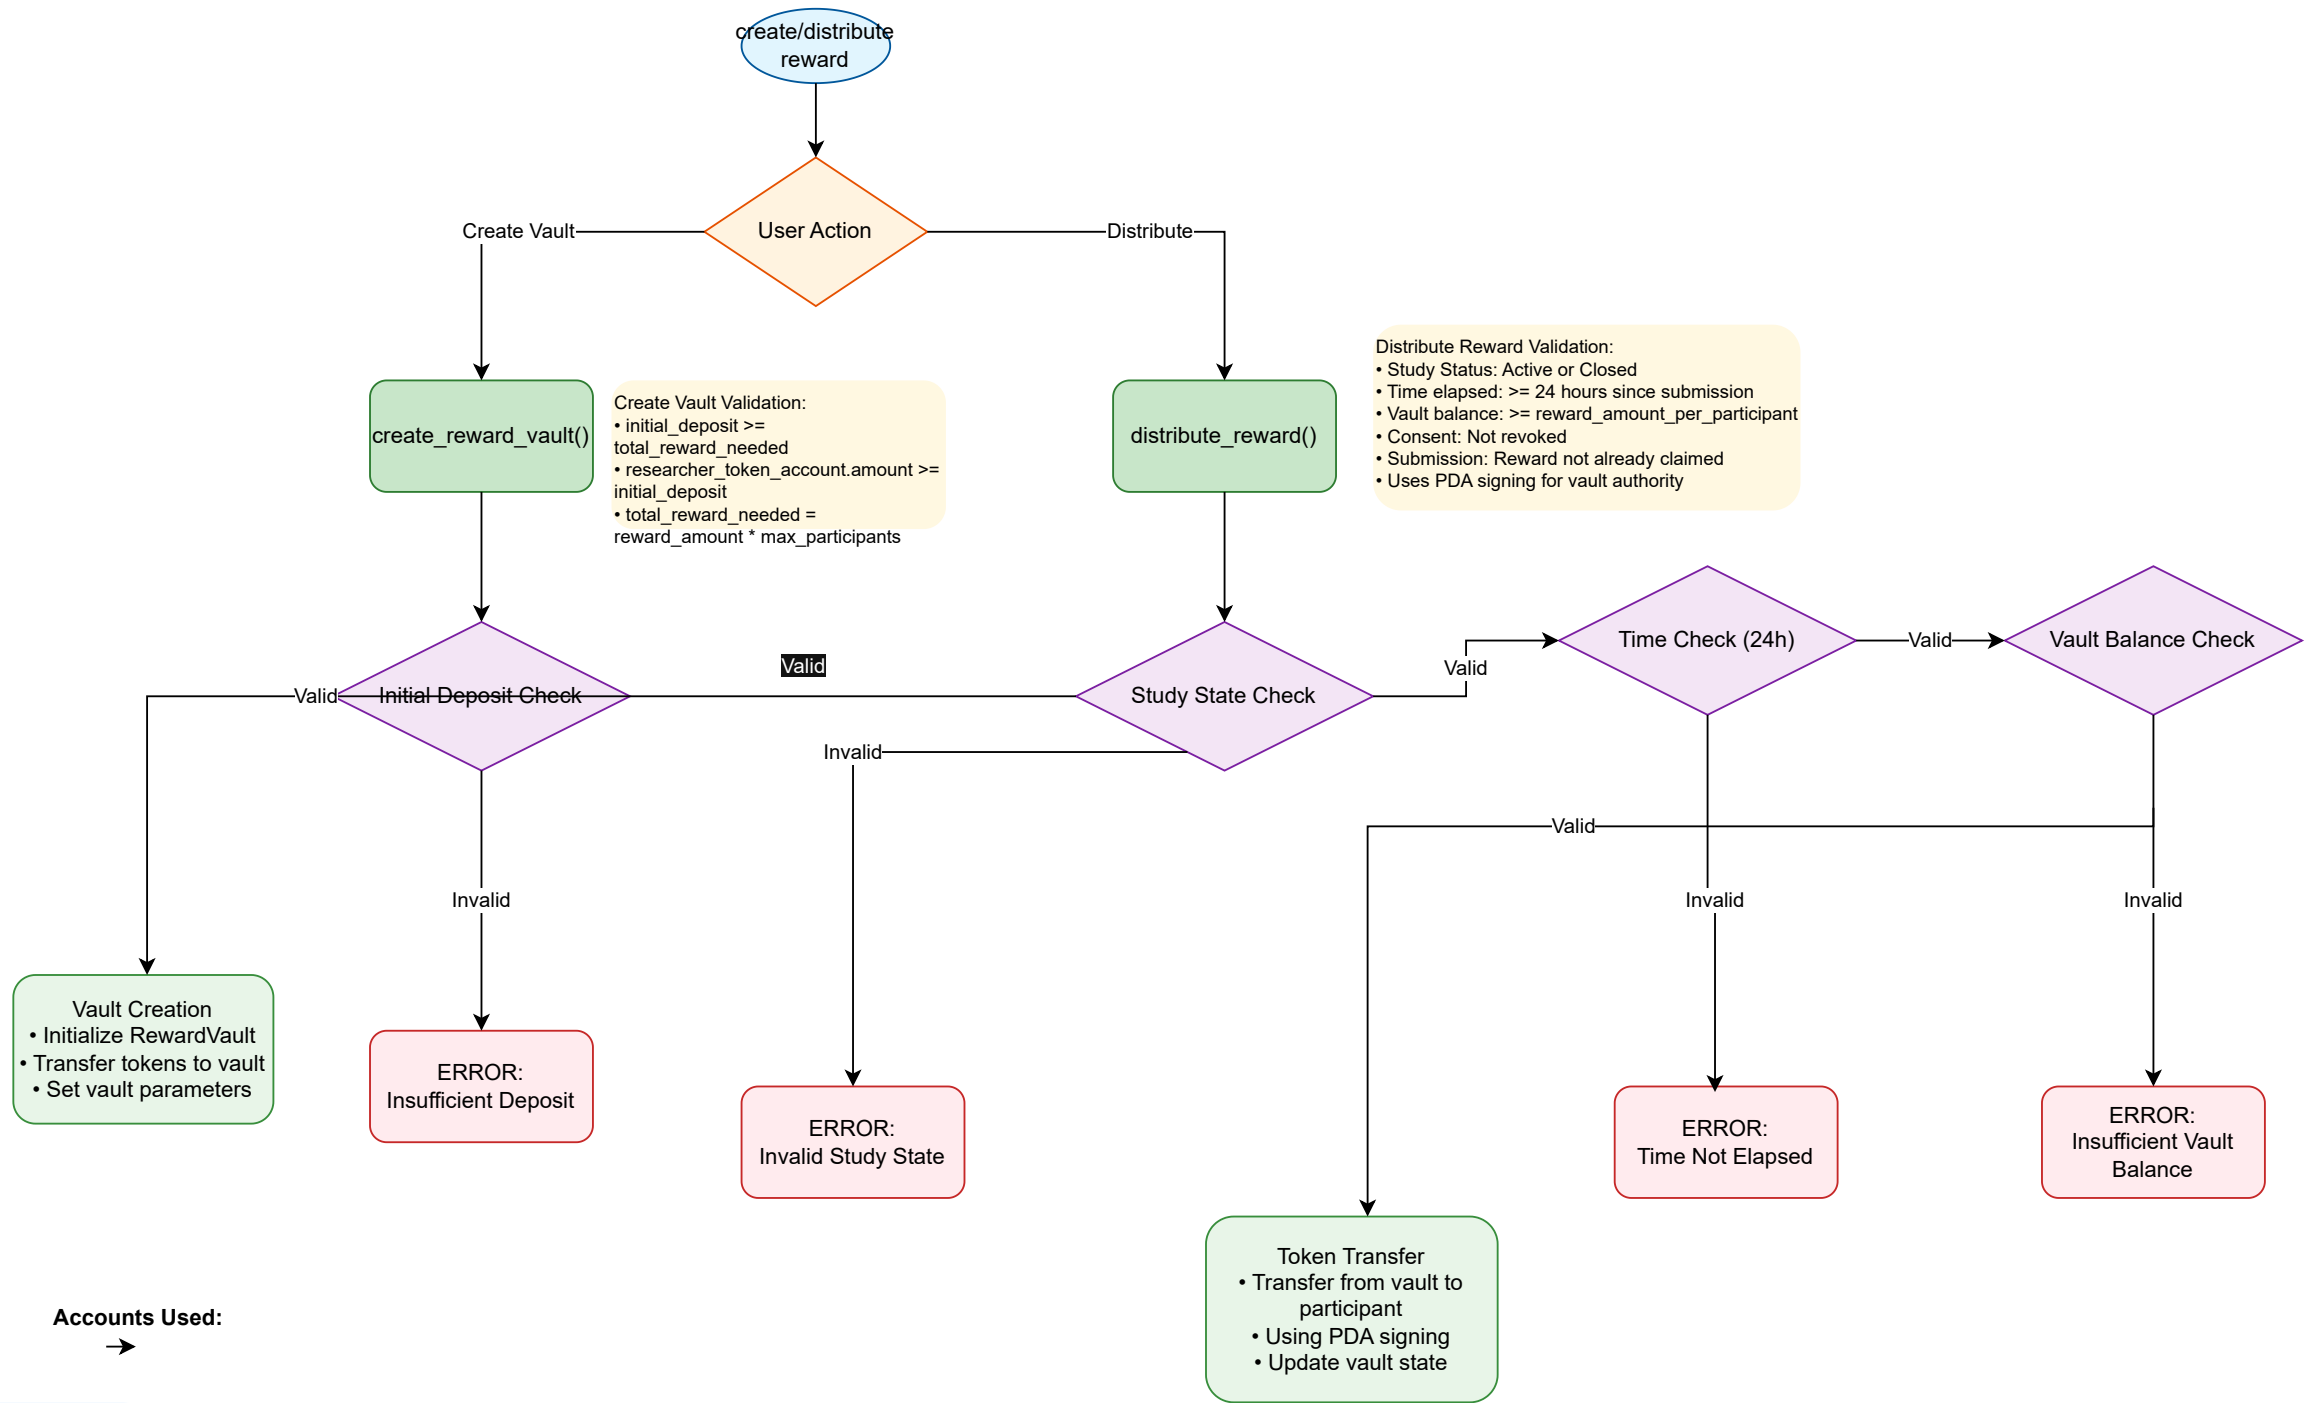 create/distribute
reward
User Action
Create Vault
Distribute
create_reward_vault()
Create Vault Validation:
• initial_deposit >=
total_reward_needed
• researcher_token_account.amount >=
initial_deposit
• total_reward_needed =
reward_amount * max_participants
distribute_reward()
Distribute Reward Validation:
• Study Status: Active or Closed
• Time elapsed: >= 24 hours since submission
• Vault balance: >= reward_amount_per_participant
• Consent: Not revoked
• Submission: Reward not already claimed
• Uses PDA signing for vault authority
Valid
Initial Deposit Check
Valid
Study State Check
Valid
Time Check (24h)
Valid
Vault Balance Check
Invalid
Invalid
Valid
Invalid
Invalid
Vault Creation
• Initialize RewardVault
• Transfer tokens to vault
• Set vault parameters
ERROR:
Insufficient Deposit
ERROR:
Invalid Study State
ERROR:
Time Not Elapsed
ERROR:
Insufficient Vault
Balance
Token Transfer
• Transfer from vault to
participant
• Using PDA signing
• Update vault state
Accounts Used: